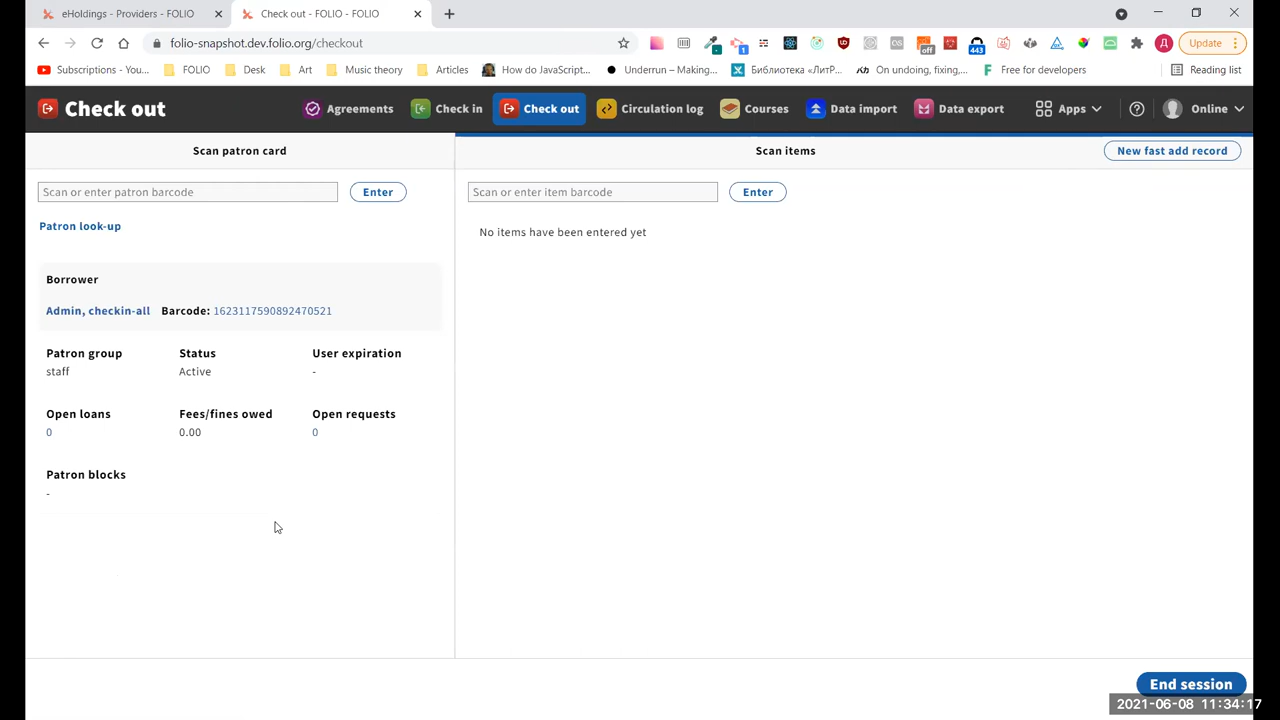 eHoldings - Providers - FOLIO
Check out - FOLIO - FOLIO
folio-snapshot.dev.folio.org/checkout
off
1
443
Д
Update
Subscriptions - You...
FOLIO
Desk
Art
Music theory
Articles
How do JavaScript...
Underrun – Making...
Библиотека «ЛитР...
Kh
On undoing, fixing,...
F
Free for developers
Reading list
Check out
Agreements
Check in
Check out
Circulation log
Courses
Data import
Data export
Apps
Online
Scan patron card
Scan items
New fast add record
Scan or enter patron barcode
Enter
Scan or enter item barcode
Enter
Patron look-up
No items have been entered yet
Borrower
Admin, checkin-all Barcode: 1623117590892470521
Patron group
Status
User expiration
staff
Active
-
Open loans
Fees/fines owed
Open requests
0
0.00
0
Patron blocks
-
End session
2021-06-08 11:34:17